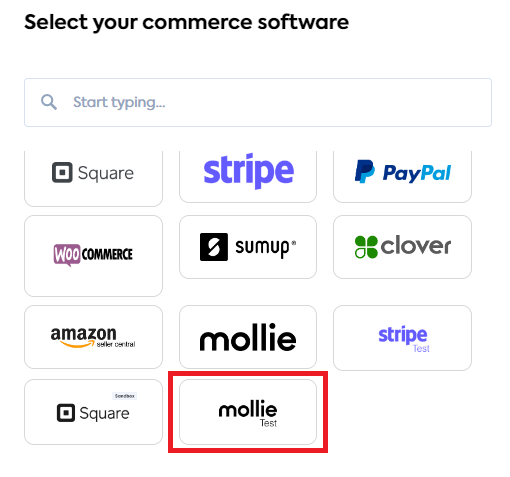 Select your commerce software
Start typing...
Square
stripe
PayPal
WOO COMMERCE
sumup®
clover
amazon
seller central
mollie
stripe
Test
Sandbox
Square
mollie
Test